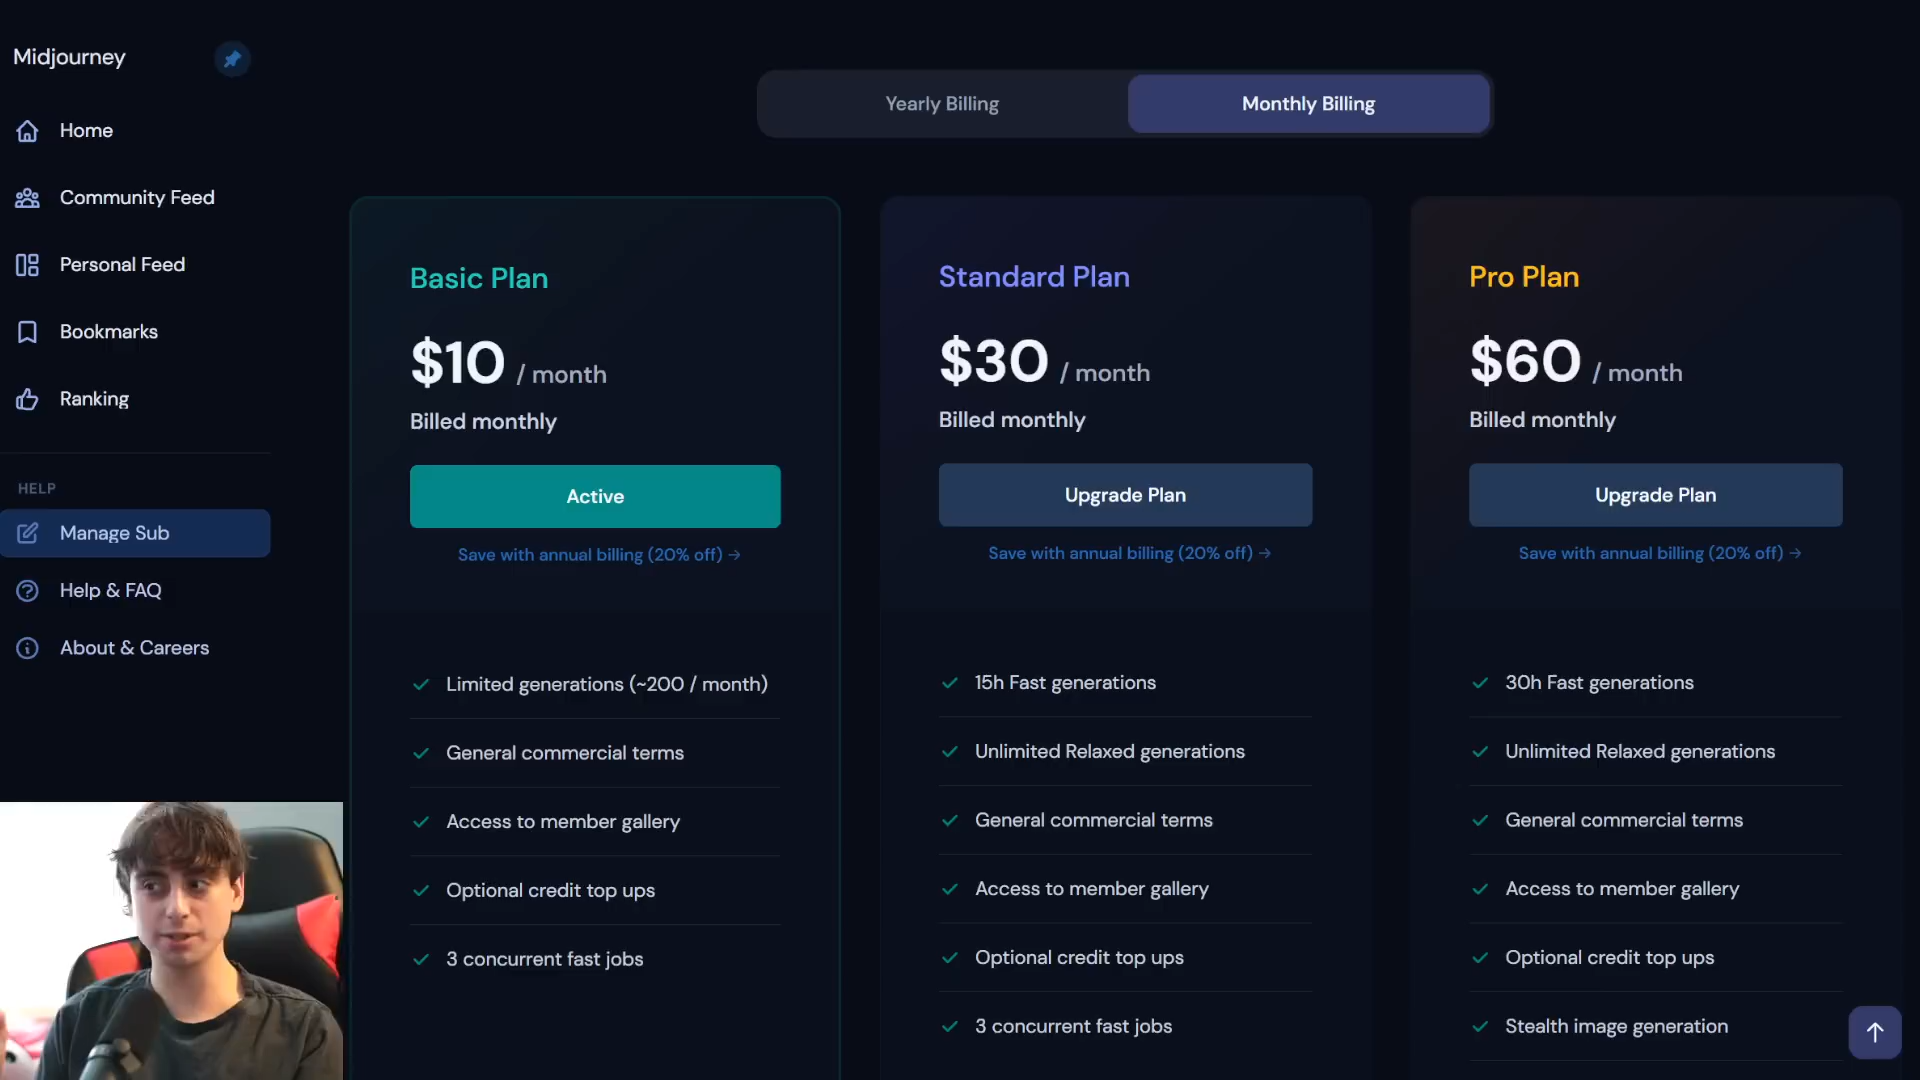 Midjourney
Home
Community Feed
Personal Feed
Bookmarks
Ranking
HELP
Manage Sub
Help & FAQ
About & Careers
Yearly Billing
Monthly Billing
Basic Plan
$10 / month
Billed monthly
Active
Save with annual billing (20% off) →
Limited generations (~200 / month)
General commercial terms
Access to member gallery
Optional credit top ups
3 concurrent fast jobs
Standard Plan
$30 / month
Billed monthly
Upgrade Plan
Save with annual billing (20% off) →
15h Fast generations
Unlimited Relaxed generations
General commercial terms
Access to member gallery
Optional credit top ups
3 concurrent fast jobs
Pro Plan
$60 / month
Billed monthly
Upgrade Plan
Save with annual billing (20% off) →
30h Fast generations
Unlimited Relaxed generations
General commercial terms
Access to member gallery
Optional credit top ups
Stealth image generation